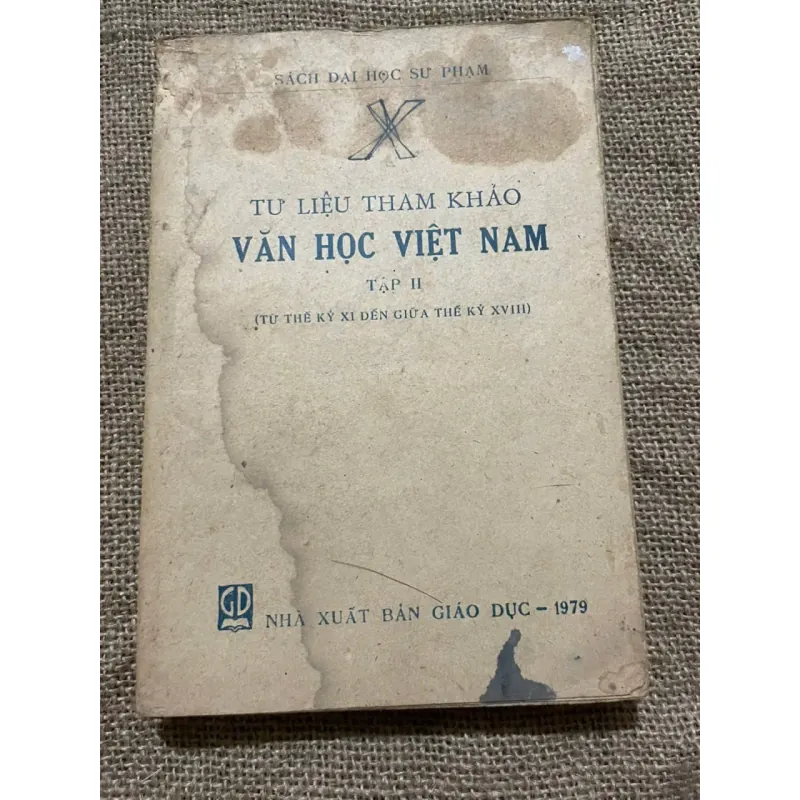 SÁCH ĐẠI HỌC SƯ PHẠM
X
TƯ LIỆU THAM KHẢO
VĂN HỌC VIỆT NAM
TẬP II
(TỪ THẾ KỶ XI ĐẾN GIỮA THẾ KỶ XVIII)
GD
NHÀ XUẤT BẢN GIÁO DỤC – 1979